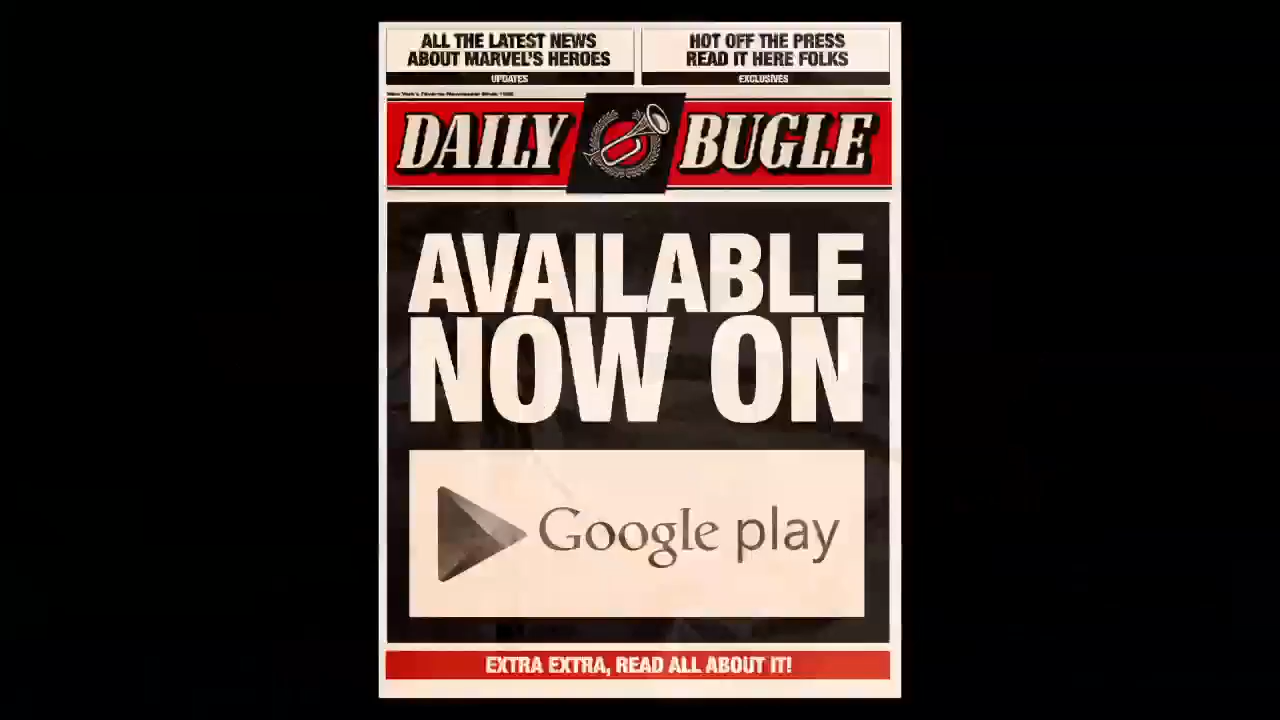 ALL THE LATEST NEWS
ABOUT MARVEL'S HEROES
UPDATES
HOT OFF THE PRESS
READ IT HERE FOLKS
EXCLUSIVES
DAILY BUGLE
AVAILABLE
NOW ON
Google play
EXTRA EXTRA, READ ALL ABOUT IT!